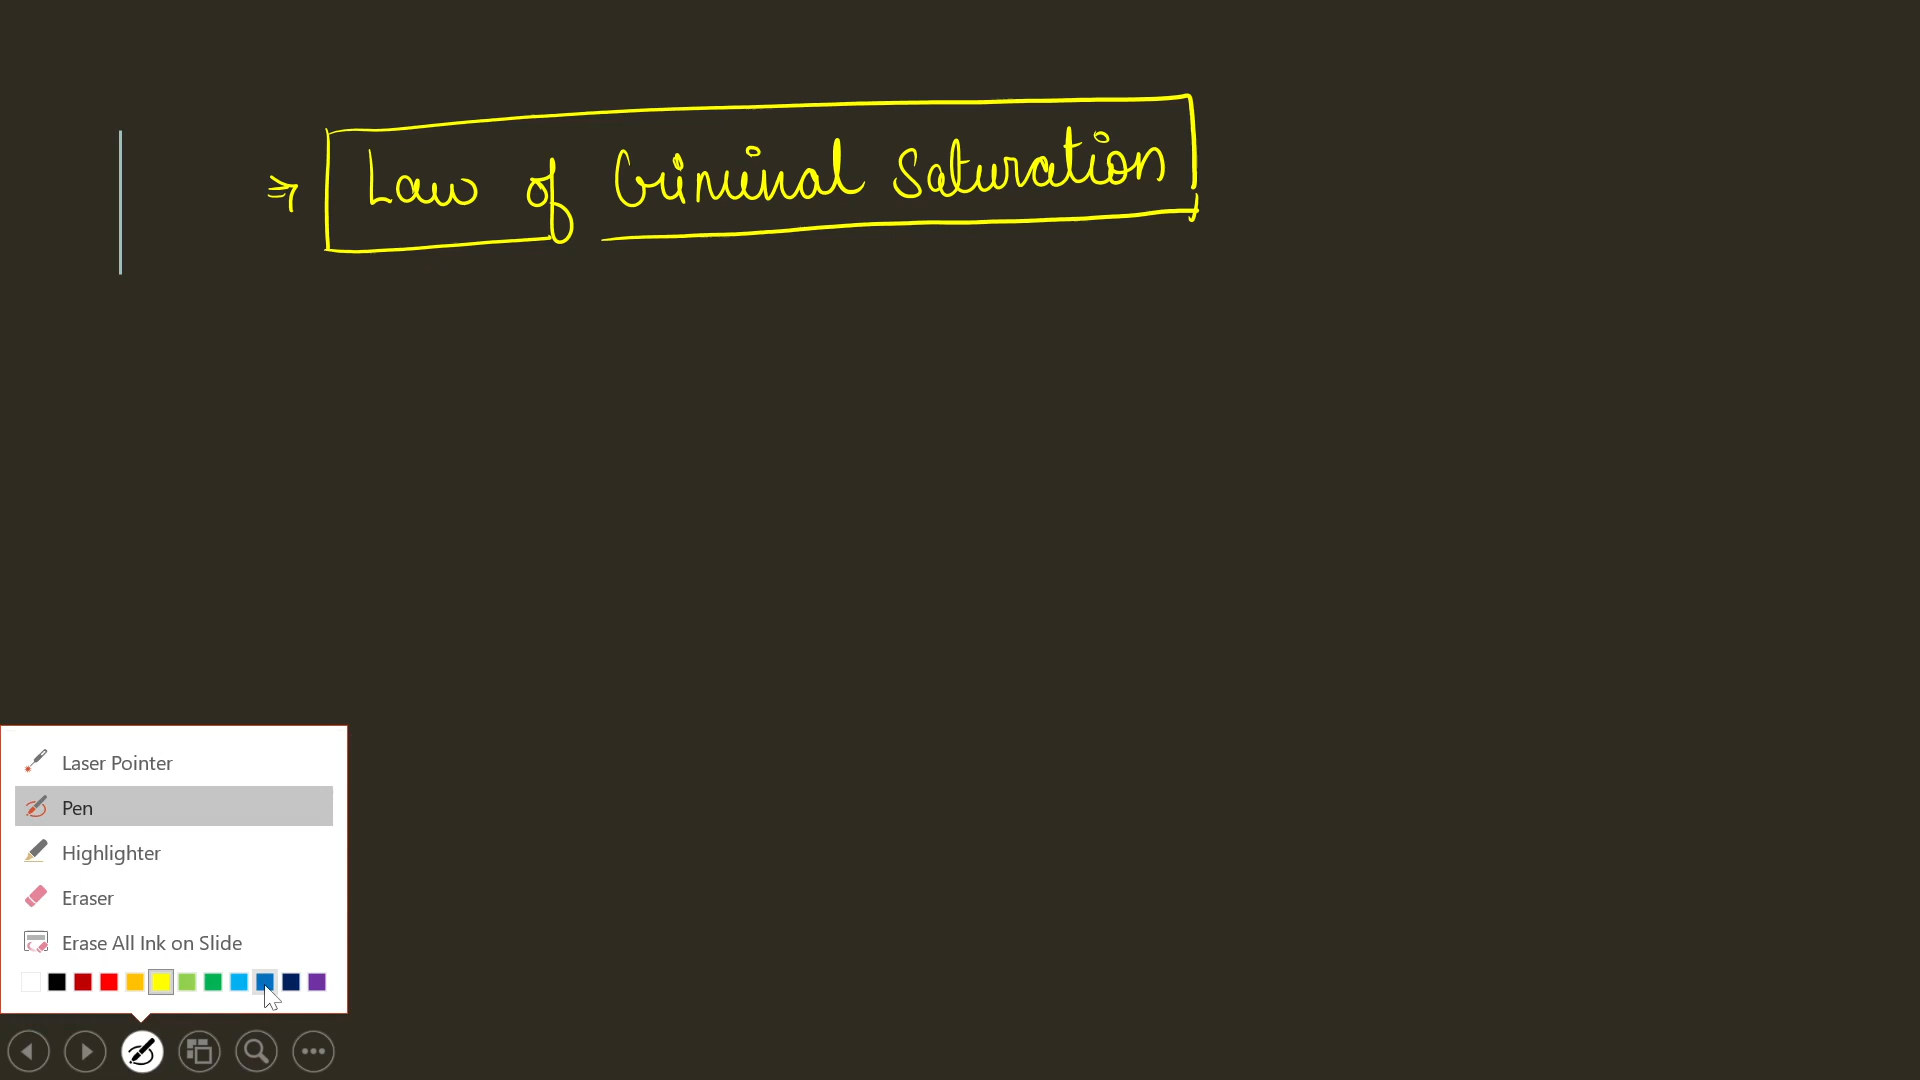 ⇒ Law of Criminal Saturation
Laser Pointer
Pen
Highlighter
Eraser
Erase All Ink on Slide